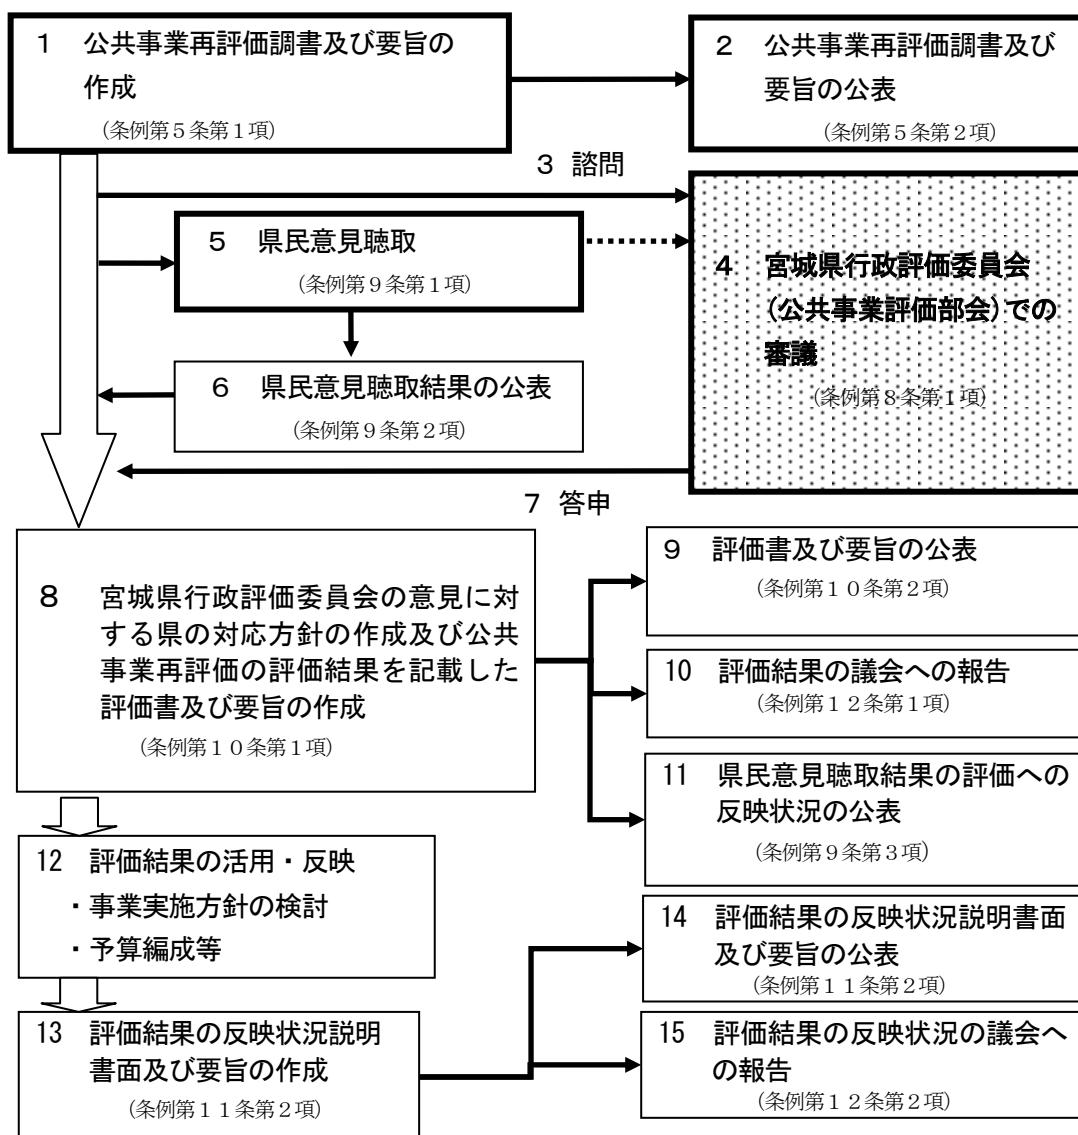 1 公共事業再評価調書及び要旨の
作成
(条例第５条第１項)
2 公共事業再評価調書及び
要旨の公表
(条例第５条第２項)
3 諮問
4 宮城県行政評価委員会
(公共事業評価部会)での
審議
(条例第８条第１項)
5 県民意見聴取
(条例第９条第１項)
6 県民意見聴取結果の公表
(条例第９条第２項)
7 答申
8 宮城県行政評価委員会の意見に対
する県の対応方針の作成及び公共
事業再評価の評価結果を記載した
評価書及び要旨の作成
(条例第１０条第１項)
9 評価書及び要旨の公表
(条例第１０条第２項)
10 評価結果の議会への報告
(条例第１２条第１項)
11 県民意見聴取結果の評価への
反映状況の公表
(条例第９条第３項)
12 評価結果の活用・反映
・事業実施方針の検討
・予算編成等
13 評価結果の反映状況説明
書面及び要旨の作成
(条例第１１条第２項)
14 評価結果の反映状況説明書面
及び要旨の公表
(条例第１１条第２項)
15 評価結果の反映状況の議会へ
の報告
(条例第１２条第２項)